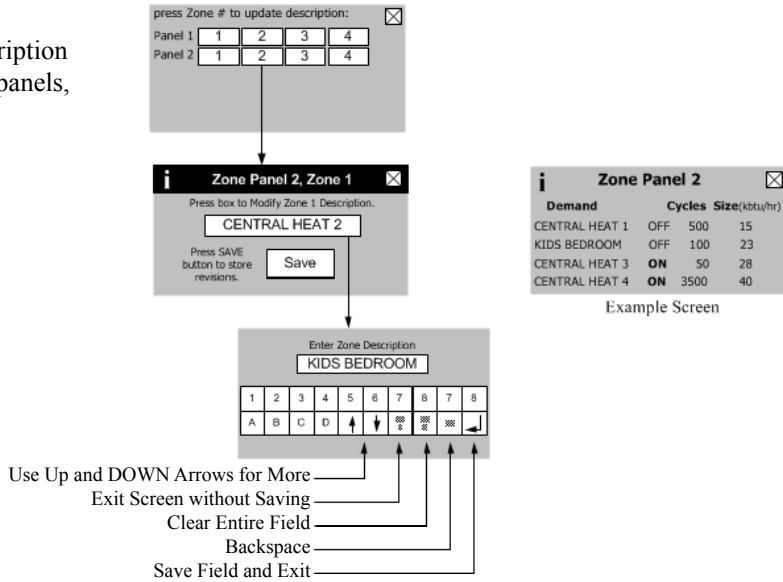 press Zone # to update description:
Panel 1 1 2 3 4
Panel 2 1 2 3 4
ription
panels,
i Zone Panel 2, Zone 1
Press box to Modify Zone 1 Description.
CENTRAL HEAT 2
Press SAVE
button to store
revisions.
Save
i Zone Panel 2
Demand Cycles Size(kbtu/hr)
CENTRAL HEAT 1 OFF 500 15
KIDS BEDROOM OFF 100 23
CENTRAL HEAT 3 ON 50 28
CENTRAL HEAT 4 ON 3500 40
Example Screen
Enter Zone Description
KIDS BEDROOM
1 2 3 4 5 6 7 8 7 8
A B C D
Use Up and DOWN Arrows for More
Exit Screen without Saving
Clear Entire Field
Backspace
Save Field and Exit